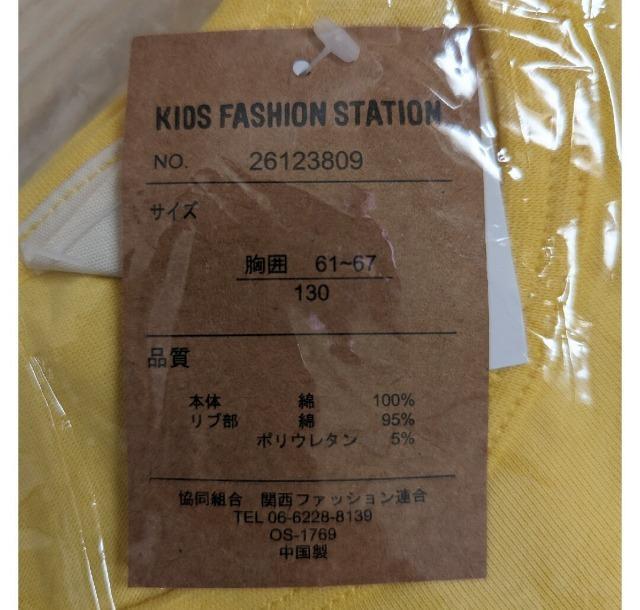 KIDS FASHION STATION
NO. 26123809
サイズ
胸囲 61~67
130
品質
本体 綿 100%
リブ部 綿 95%
ポリウレタン 5%
協同組合 関西ファッション連合
TEL 06-6228-8139
OS-1769
中国製